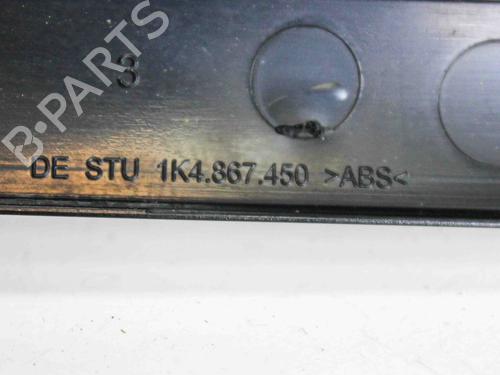 B-PARTS
3
DE STU 1K4.867.450 >ABS<